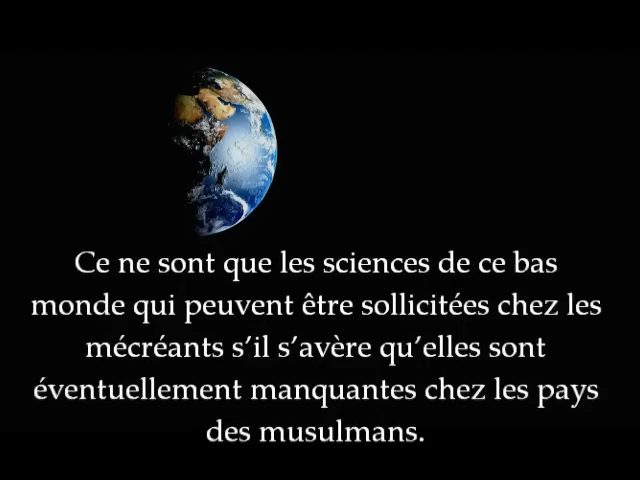 Ce ne sont que les sciences de ce bas
monde qui peuvent être sollicitées chez les
mécréants s’il s’avère qu’elles sont
éventuellement manquantes chez les pays
des musulmans.